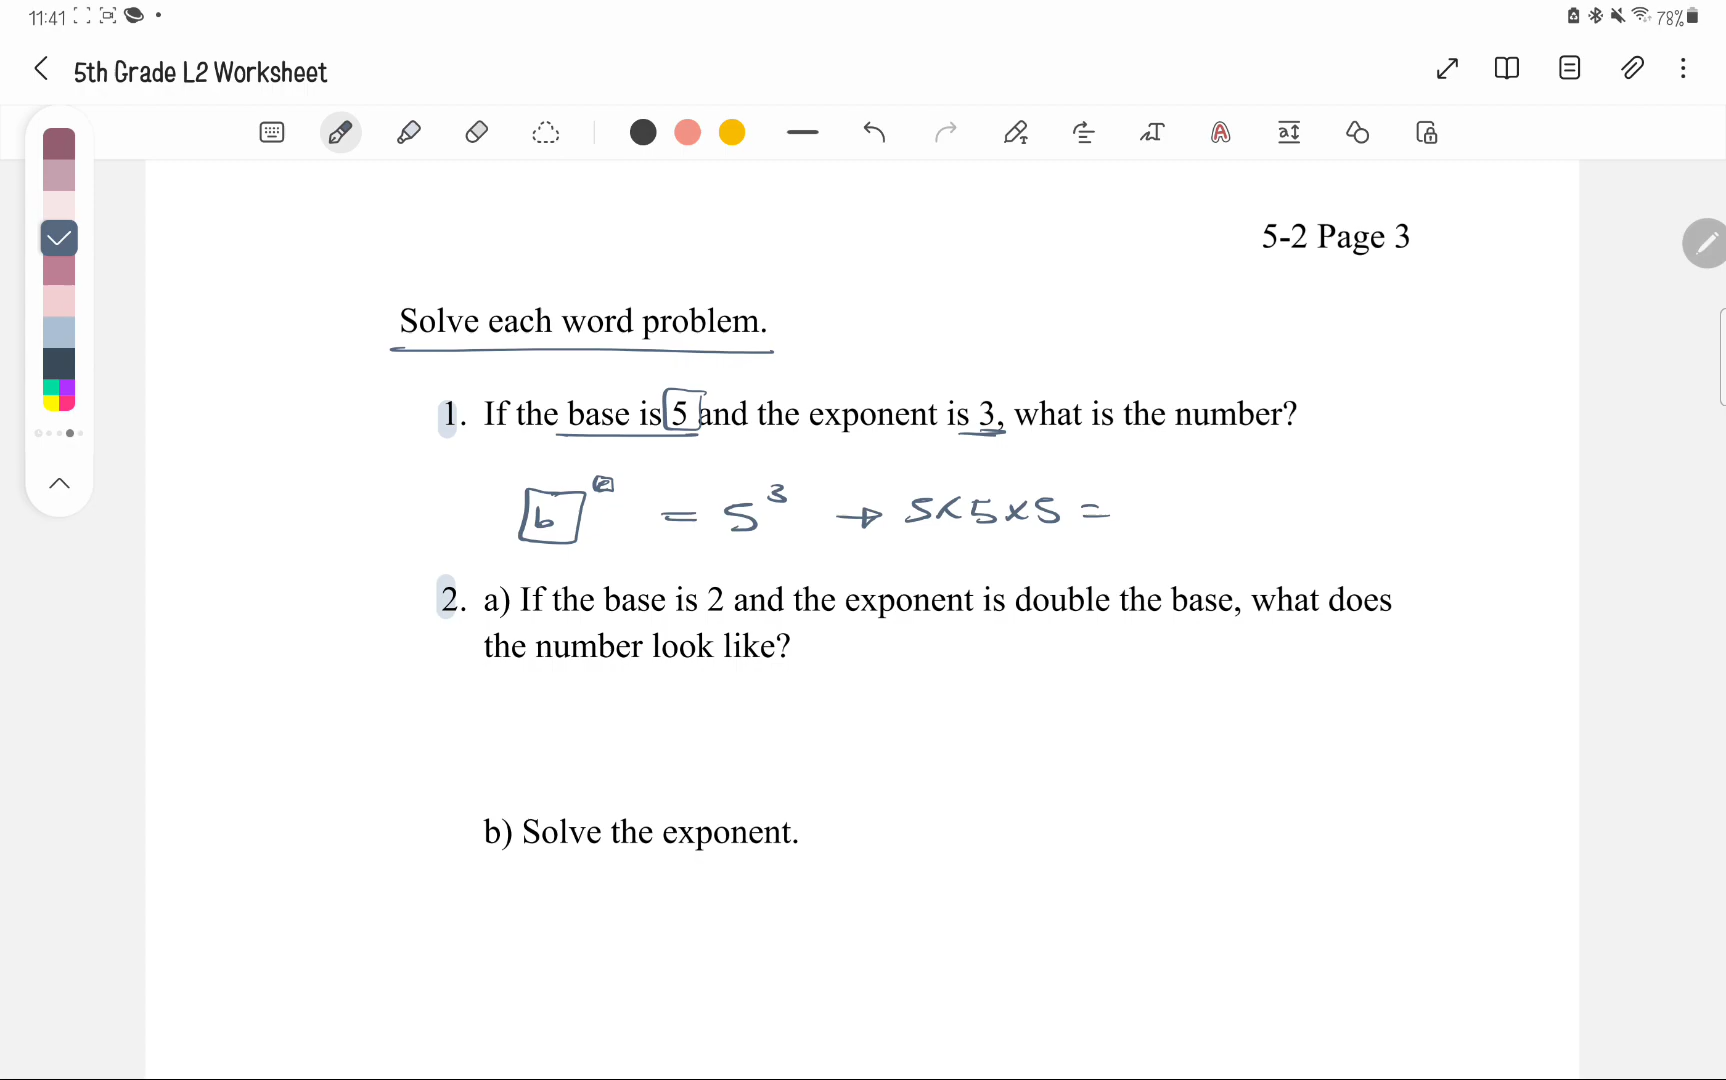 11:41
78%
5th Grade L2 Worksheet
5-2 Page 3
Solve each word problem.
1. If the base is 5 and the exponent is 3, what is the number?
b e = 5 3 → 5×5×5 =
2. a) If the base is 2 and the exponent is double the base, what does
the number look like?
b) Solve the exponent.